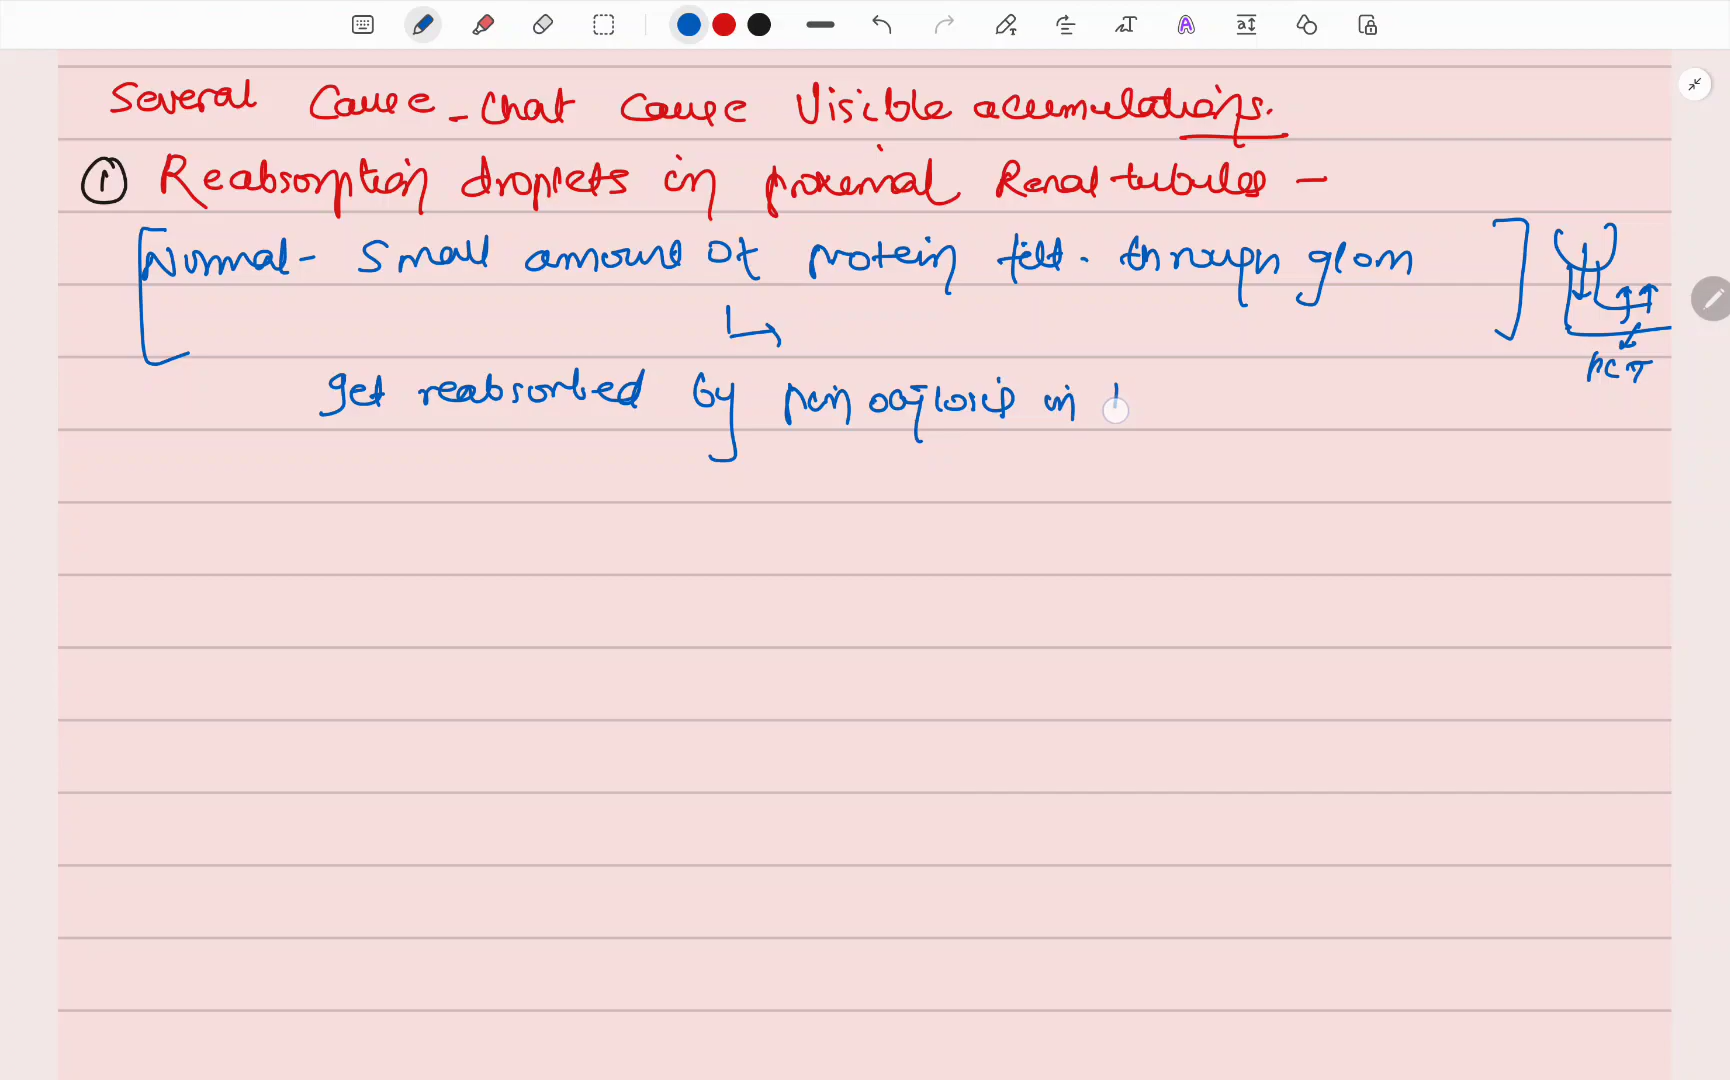 Several Cause - that cause Visible accumulations.
① Reabsorption droplets in proximal Renal tubules -
[Normal - Small amount of protein filt. through glom]
PCT
get reabsorbed by pinocytosis in